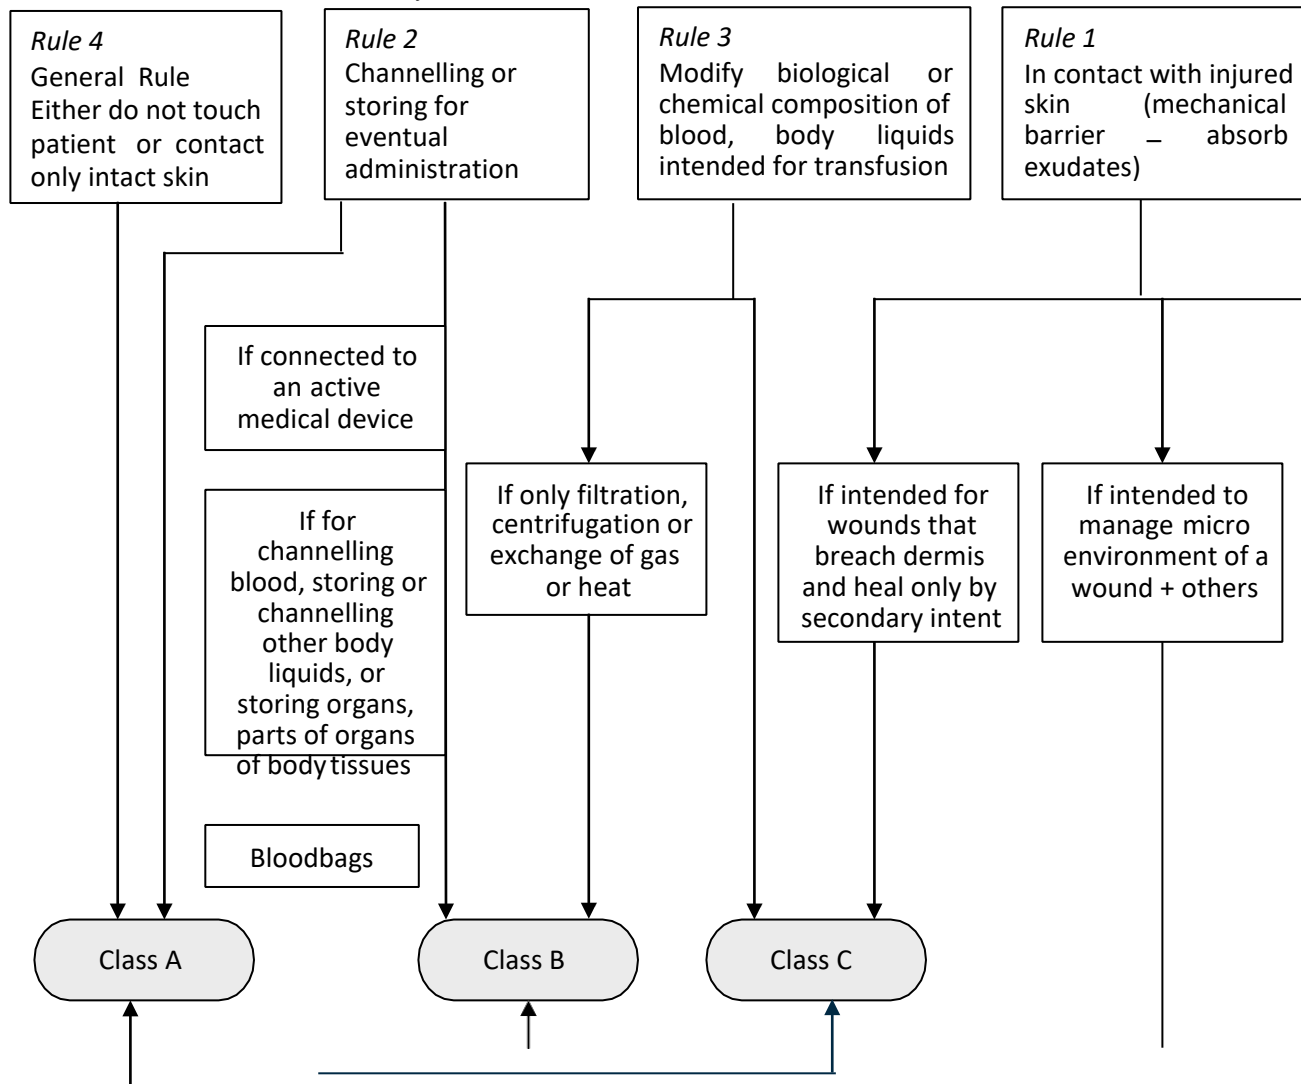 Rule 4
General Rule
Either do not touch
patient or contact
only intact skin
Rule 2
Channelling or
storing for
eventual
administration
Rule 3
Modify biological or
chemical composition of
blood, body liquids
intended for transfusion
Rule 1
In contact with injured
skin (mechanical
barrier – absorb
exudates)
If connected to
an active
medical device
If for
channelling
blood, storing or
channelling
other body
liquids, or
storing organs,
parts of organs
of body tissues
Bloodbags
If only filtration,
centrifugation or
exchange of gas
or heat
If intended for
wounds that
breach dermis
and heal only by
secondary intent
If intended to
manage micro
environment of a
wound + others
Class A
Class B
Class C